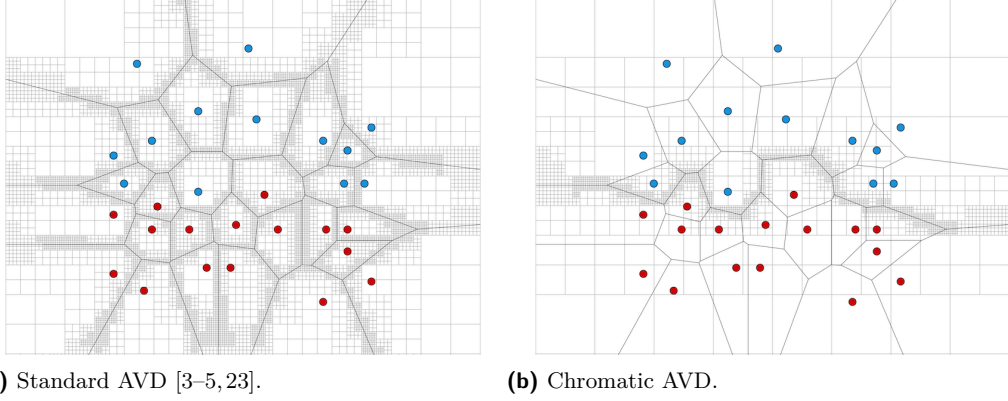 ) Standard AVD [3–5, 23].
(b) Chromatic AVD.